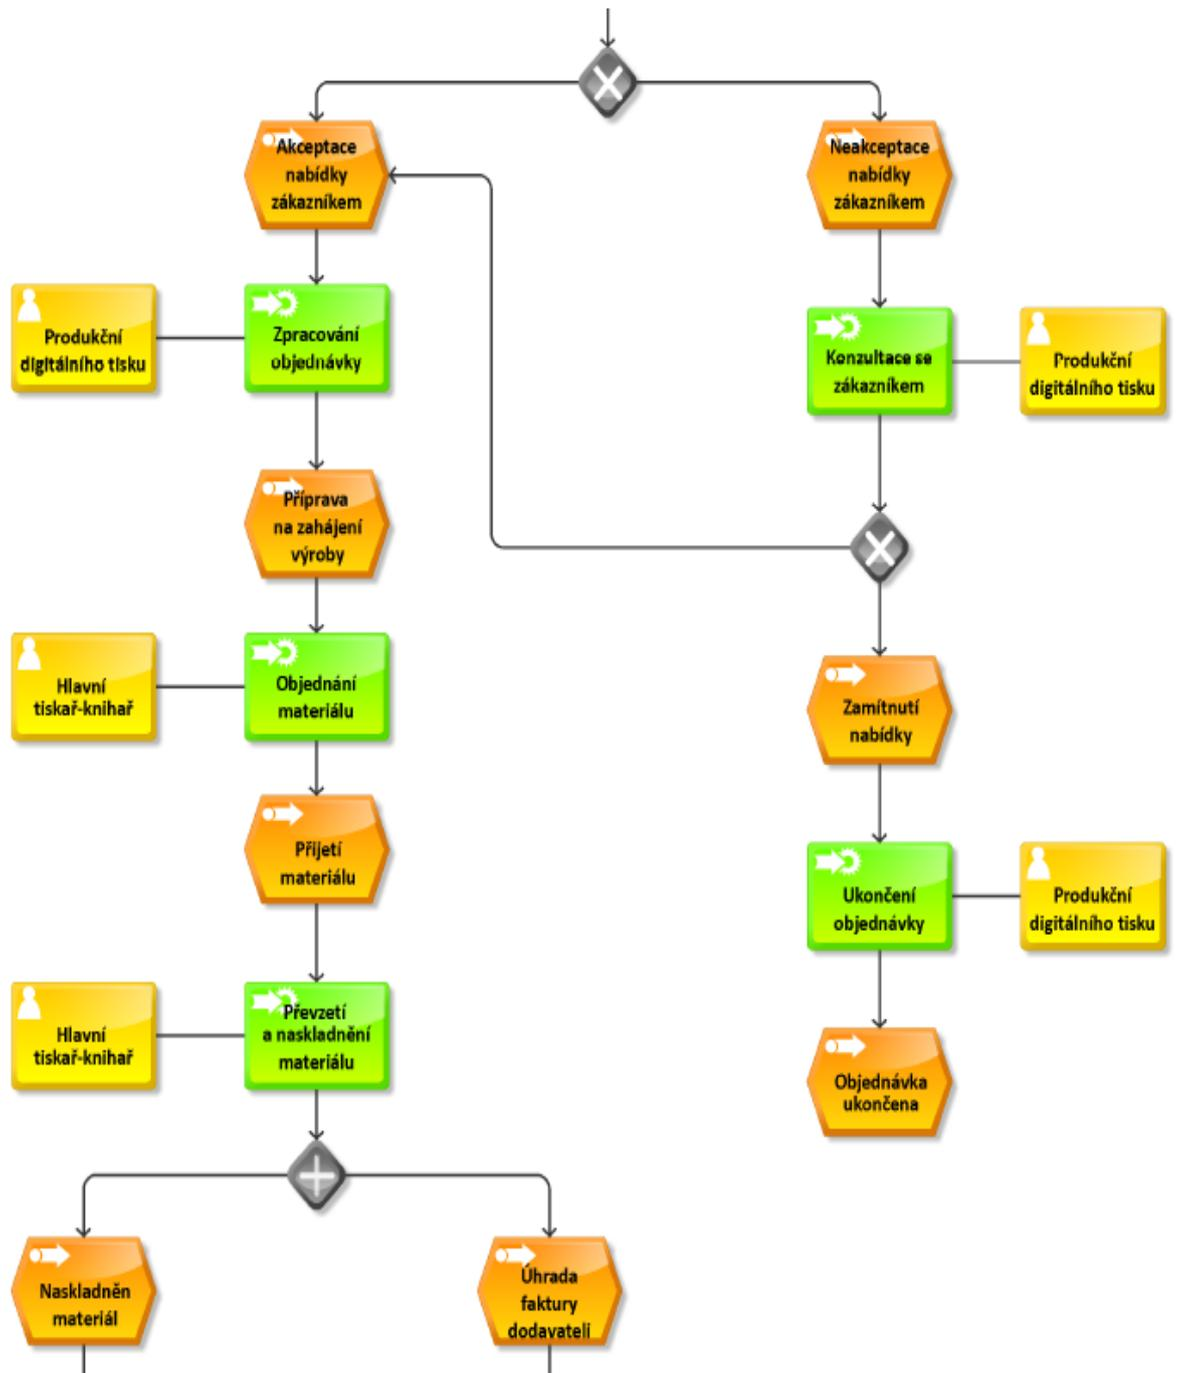 Akceptace
nabídky
zákazníkem
Neakceptace
nabídky
zákazníkem
Produkční
digitálního tisku
Zpracování
objednávky
Konzultace se
zákazníkem
Produkční
digitálního tisku
Příprava
na zahájení
výroby
Hlavní
tiskař-knihař
Objednání
materiálu
Zamítnutí
nabídky
Přijetí
materiálu
Ukončení
objednávky
Produkční
digitálního tisku
Hlavní
tiskař-knihař
Převzetí
a naskladnění
materiálu
Objednávka
ukončena
Naskladněn
materiál
Úhrada
faktury
dodavateli